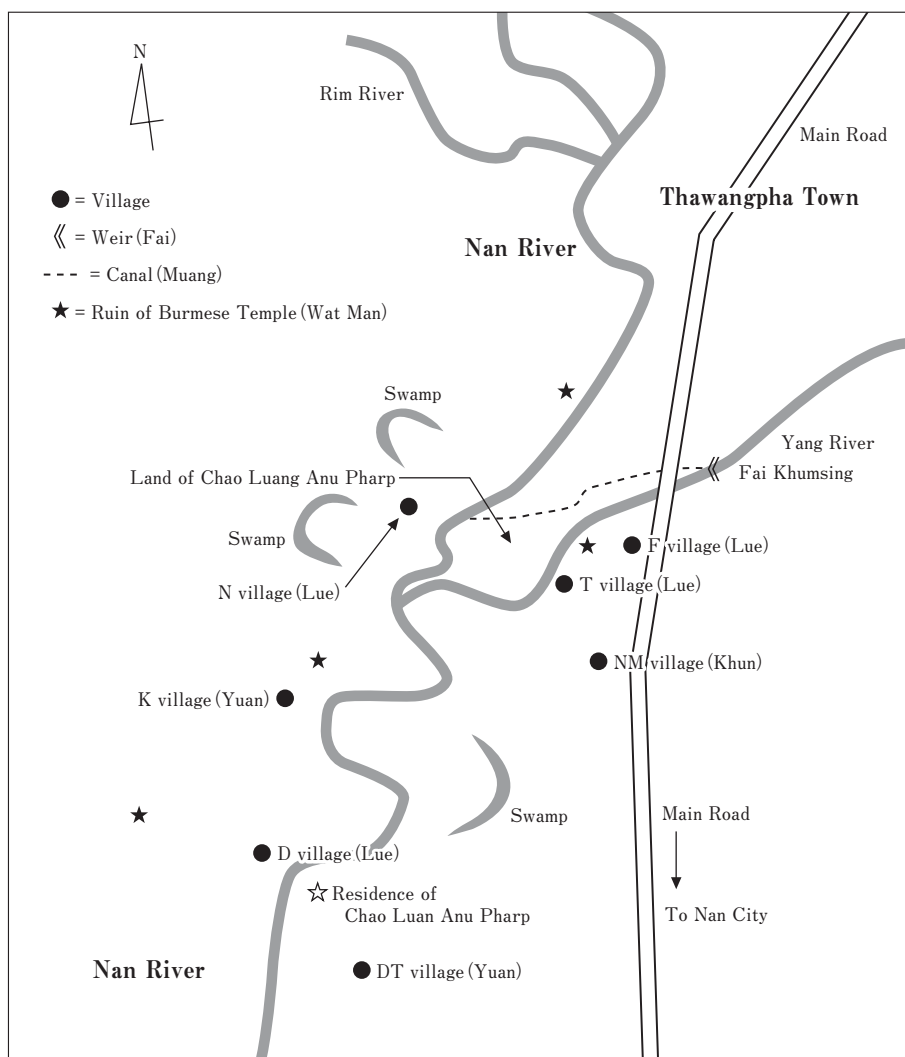 N
Rim River
Main Road
● = Village
Thawangpha Town
= Weir (Fai)
Nan River
---- = Canal (Muang)
★ = Ruin of Burmese Temple (Wat Man)
Swamp
Yang River
Land of Chao Luang Anu Pharp
Fai Khumsing
Swamp
F village (Lue)
N village (Lue)
T village (Lue)
NM village (Khun)
K village (Yuan)
Swamp
Main Road
D village (Lue)
Residence of
Chao Luan Anu Pharp
To Nan City
Nan River
DT village (Yuan)